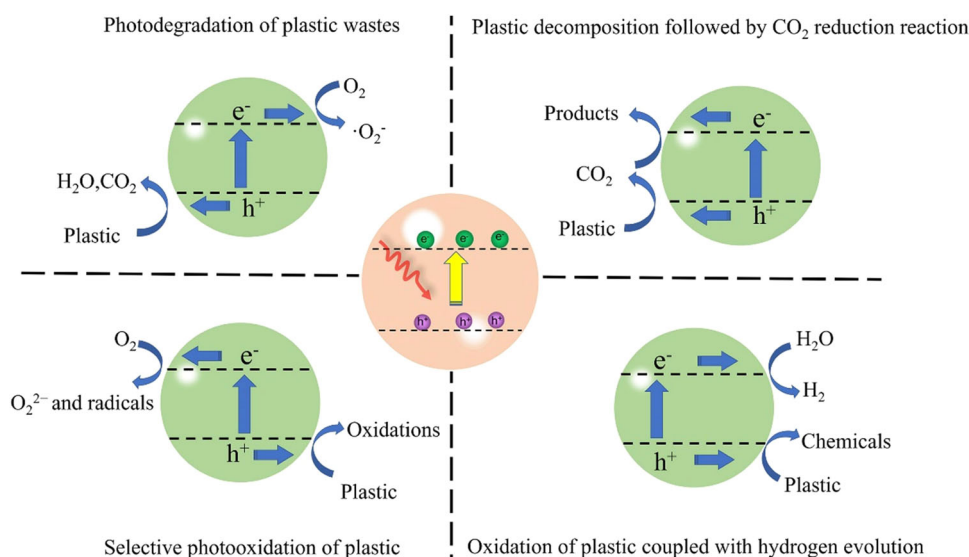 Photodegradation of plastic wastes
e⁻
O₂
·O₂⁻
H₂O,CO₂
h⁺
Plastic
Plastic decomposition followed by CO₂ reduction reaction
Products
e⁻
CO₂
h⁺
Plastic
e⁻ e⁻ e⁻
h⁺ h⁺ h⁺
O₂
e⁻
O₂²⁻ and radicals
h⁺
Oxidations
Plastic
Selective photooxidation of plastic
e⁻
H₂O
H₂
h⁺
Chemicals
Plastic
Oxidation of plastic coupled with hydrogen evolution